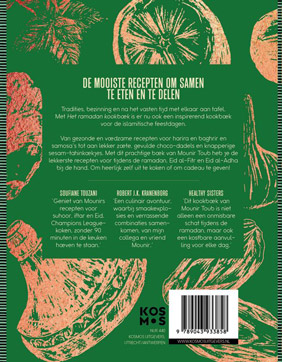 DE MOOISTE RECEPTEN OM SAMEN
TE ETEN EN TE DELEN
Tradities, bezinning en na het vasten tijd met elkaar aan tafel.
Met Het ramadan kookboek is er nu ook een inspirerend kookboek
voor de islamitische feestdagen.
Van gezonde en voedzame recepten voor harira en baghrir en
samosa's tot aan lekker zoete, gevulde choco-dadels en knapperige
sesam-tahinkoekjes. Met dit prachtige boek van Mounir Toub heb je de
lekkerste recepten voor tijdens de ramadan, Eid al-Fitr en Eid al-Adha
bij de hand. Om heerlijk zelf uit te koken of om cadeau te geven!
SOUFIANE TOUZANI
'Geniet van Mounirs
recepten voor
suhoor, iftar en Eid.
Champions League-
koken, zonder 90
minuten in de keuken
hoeven te staan.'
ROBERT J.K. KRANENBORG
'Een culinair avontuur,
waarbij smaakexplo-
sies en verrassende
combinaties samen-
komen, van mijn
collega en vriend
Mounir.'
HEALTHY SISTERS
'Dit kookboek van
Mounir Toub is niet
alleen een onmisbare
schat tijdens de
ramadan, maar ook
een kostbare aanvul-
ling voor elke dag.'
KOS
MOS
NUR 440
KOSMOS UITGEVERS,
UTRECHT/ANTWERPEN
9 789043 933858
WWW.KOSMOSUITGEVERS.NL